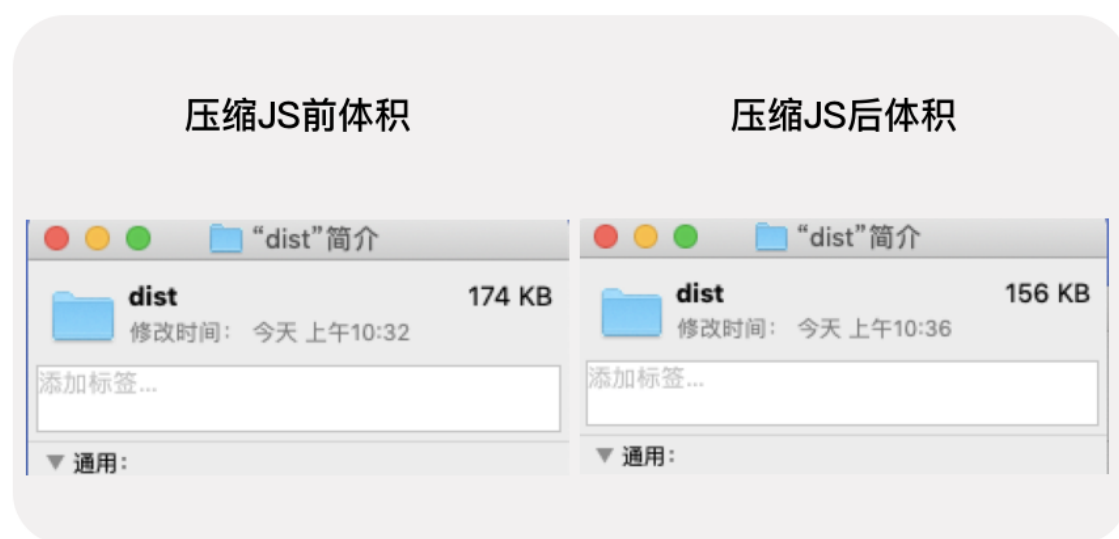 压缩JS前体积
压缩JS后体积
“dist”简介
dist 174 KB
修改时间： 今天 上午10:32
添加标签...
▼ 通用：
“dist”简介
dist 156 KB
修改时间： 今天 上午10:36
添加标签...
▼ 通用：